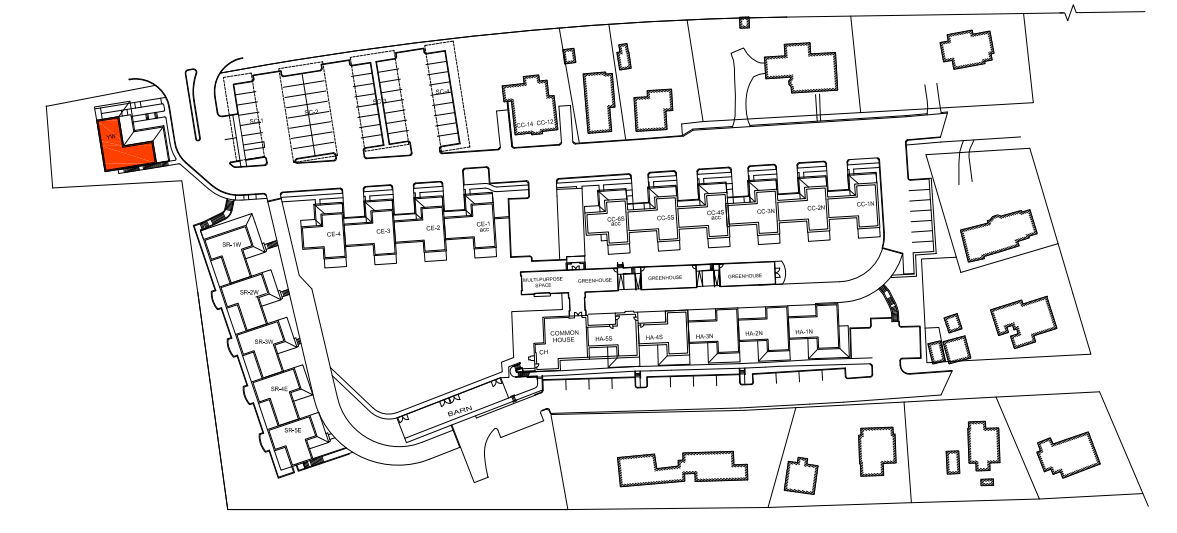 YW
SC-1
SC-2
SC-3
SC-4
CC-14
CC-12
CE-4
CE-3
CE-2
CE-1
acc
CC-6S
acc
CC-5S
CC-4S
acc
CC-3N
CC-2N
CC-1N
SR-1W
SR-2W
SR-3W
SR-4E
SR-5E
MULTI-PURPOSE
SPACE
GREENHOUSE
GREENHOUSE
GREENHOUSE
COMMON
HOUSE
CH
HA-5S
HA-4S
HA-3N
HA-2N
HA-1N
BARN